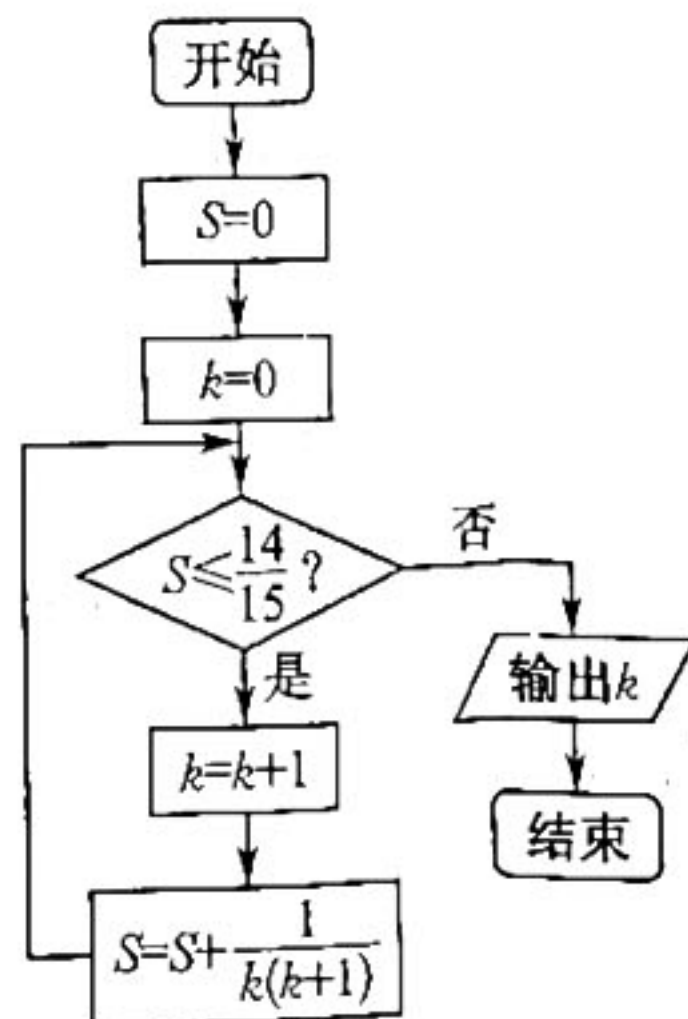 开始
S=0
k=0
S≤14/15?
否
是
输出k
k=k+1
结束
S=S+1/k(k+1)